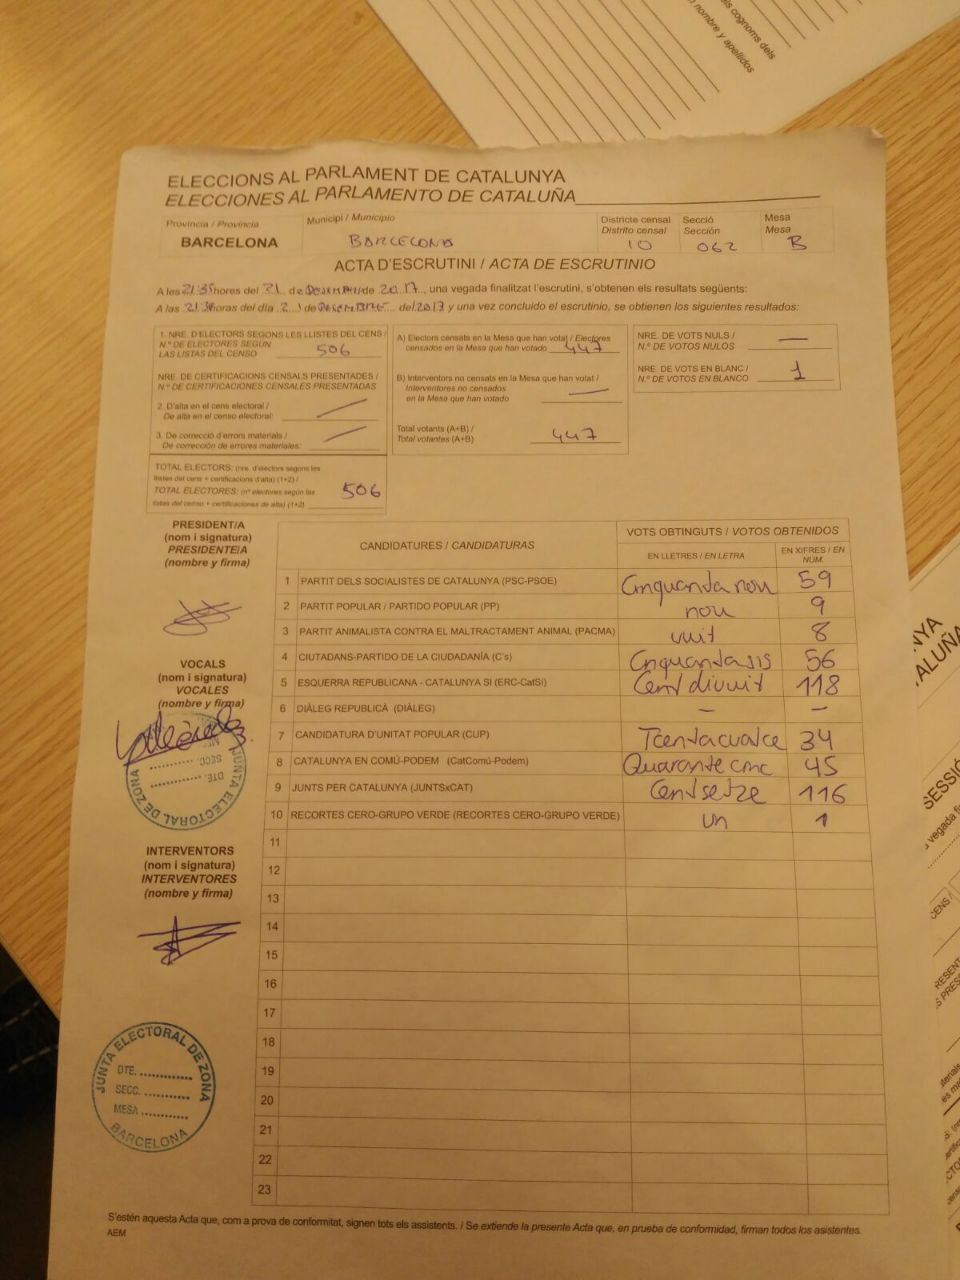 dels cognoms dels
n nombre y apellidos
ELECCIONS AL PARLAMENT DE CATALUNYA
ELECCIONES AL PARLAMENTO DE CATALUÑA
Provincia / Província
BARCELONA
Municipi / Municipio
BARCELONA
Districte censal
Distrito censal
10
Secció
Sección
062
Mesa
Mesa
B
ACTA D'ESCRUTINI / ACTA DE ESCRUTINIO
A les 21:35 hores del 21 de de 2017, una vegada finalitzat l'escrutini, s'obtenen els resultats següents:
A las horas del día 21 de del 2017 y una vez concluido el escrutinio, se obtienen los siguientes resultados:
1. NRE. D'ELECTORS SEGONS LES LLISTES DEL CENS /
N.º DE ELECTORES SEGÚN
LAS LISTAS DEL CENSO 506
NRE. DE CERTIFICACIONS CENSALS PRESENTADES /
N.º DE CERTIFICACIONES CENSALES PRESENTADAS
2. D'alta en el cens electoral /
De alta en el censo electoral:
3. De correcció d'errors materials /
De corrección de errores materiales:
TOTAL ELECTORS: (nre. d'electors segons les
llistes del cens + certificacions d'alta) (1+2) /
TOTAL ELECTORES: (nº electores según las
listas del censo + certificaciones de alta) (1+2)
506
A) Electors censats en la Mesa que han votat / Electores
censados en la Mesa que han votado 447
B) Interventors no censats en la Mesa que han votat /
Interventores no censados
en la Mesa que han votado —
Total votants (A+B) /
Total votantes (A+B)
447
NRE. DE VOTS NULS /
N.º DE VOTOS NULOS —
NRE. DE VOTS EN BLANC /
N.º DE VOTOS EN BLANCO 1
PRESIDENT/A
(nom i signatura)
PRESIDENTE/A
(nombre y firma)
VOCALS
(nom i signatura)
VOCALES
(nombre y firma)
JUNTA ELECTORAL DE ZONA
DTE.
SECC.
INTERVENTORS
(nom i signatura)
INTERVENTORES
(nombre y firma)
JUNTA ELECTORAL DE ZONA
DTE.
SECC.
MESA
BARCELONA
CANDIDATURES / CANDIDATURAS
VOTS OBTINGUTS / VOTOS OBTENIDOS
EN LLETRES / EN LETRA
EN XIFRES / EN NÚM.
1 PARTIT DELS SOCIALISTES DE CATALUNYA (PSC-PSOE) Cinquanta nou 59
2 PARTIT POPULAR / PARTIDO POPULAR (PP) nou 9
3 PARTIT ANIMALISTA CONTRA EL MALTRACTAMENT ANIMAL (PACMA) vuit 8
4 CIUTADANS-PARTIDO DE LA CIUDADANÍA (C's) Cinquanta sis 56
5 ESQUERRA REPUBLICANA - CATALUNYA SÍ (ERC-CatSí) Cent divuit 118
6 DIÀLEG REPUBLICÀ (DIÀLEG) – –
7 CANDIDATURA D'UNITAT POPULAR (CUP) 34
8 CATALUNYA EN COMÚ-PODEM (CatComú-Podem) Quaranta cinc 45
9 JUNTS PER CATALUNYA (JUNTSxCAT) Cent setze 116
10 RECORTES CERO-GRUPO VERDE (RECORTES CERO-GRUPO VERDE) un 1
11
12
13
14
15
16
17
18
19
20
21
22
23
S'estén aquesta Acta que, com a prova de conformitat, signen tots els assistents. / Se extiende la presente Acta que, en prueba de conformidad, firman todos los asistentes.
AEM